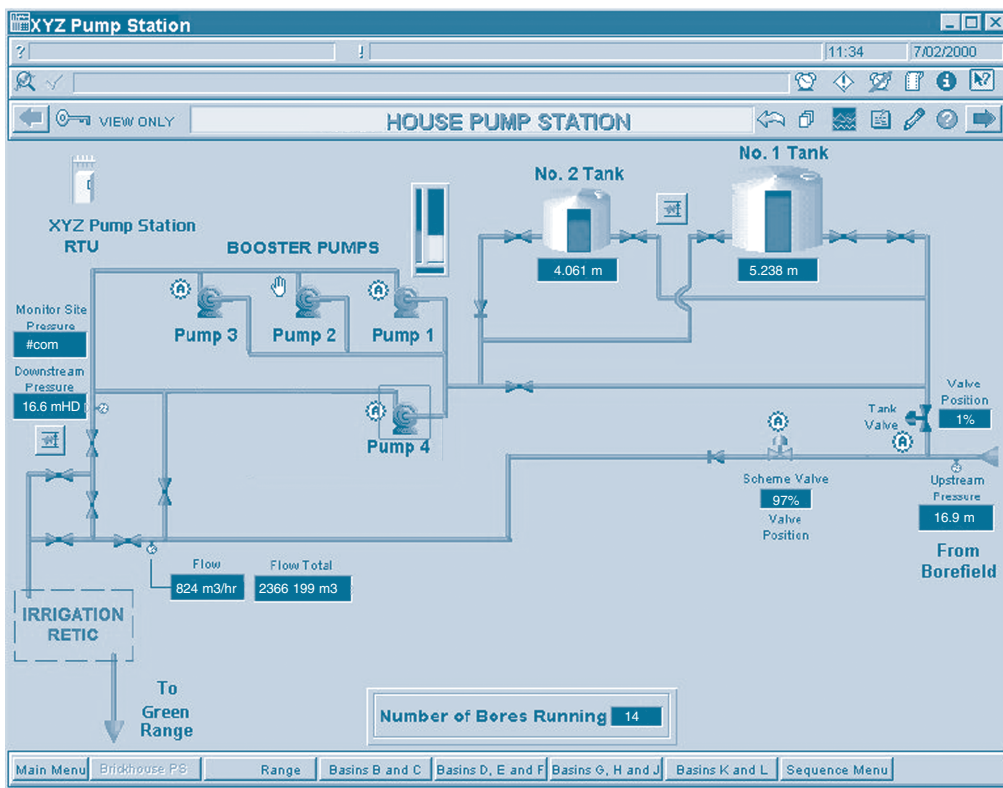 XYZ Pump Station
?
!
11:34
7/02/2000
VIEW ONLY
HOUSE PUMP STATION
No. 1 Tank
No. 2 Tank
XYZ Pump Station
RTU
BOOSTER PUMPS
4.061 m
5.238 m
A
A
Pump 3
Pump 2
Pump 1
Monitor Site
Pressure
#com
Downstream
Pressure
16.6 mHD
A
Pump 4
Tank
Valve
A
Valve
Position
1%
A
Scheme Valve
97%
Valve
Position
Upstream
Pressure
16.9 m
From
Borefield
Flow
824 m3/hr
Flow Total
2366 199 m3
IRRIGATION
RETIC
To
Green
Range
Number of Bores Running 14
Main Menu
Brickhouse PS
Range
Basins B and C
Basins D, E and F
Basins G, H and J
Basins K and L
Sequence Menu